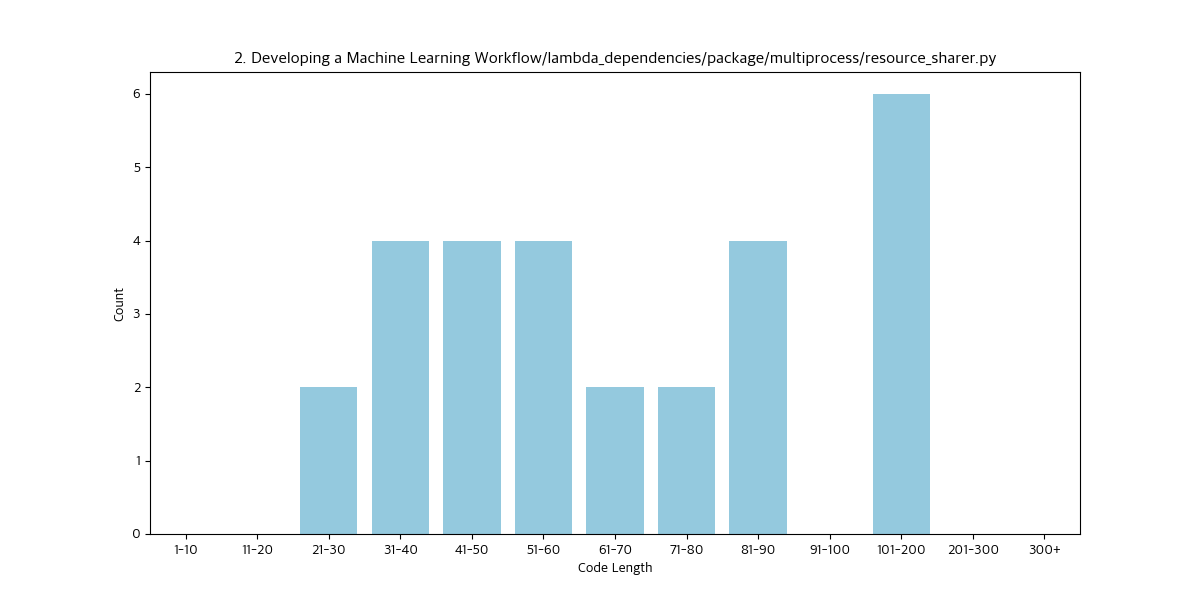 2. Developing a Machine Learning Workflow/lambda_dependencies/package/multiprocess/resource_sharer.py
6
5
4
3
2
1
0
Count
1-10 11-20 21-30 31-40 41-50 51-60 61-70 71-80 81-90 91-100 101-200 201-300 300+
Code Length